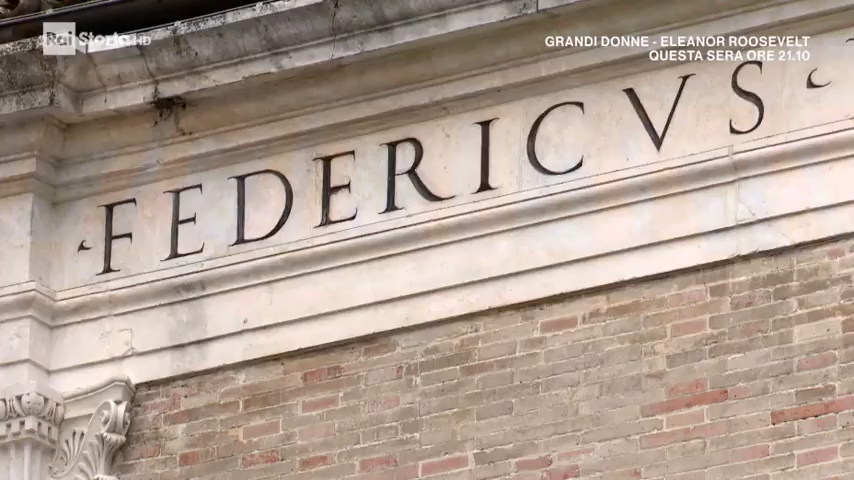 Rai Storia HD
GRANDI DONNE - ELEANOR ROOSEVELT
QUESTA SERA ORE 21.10
FEDERICVS